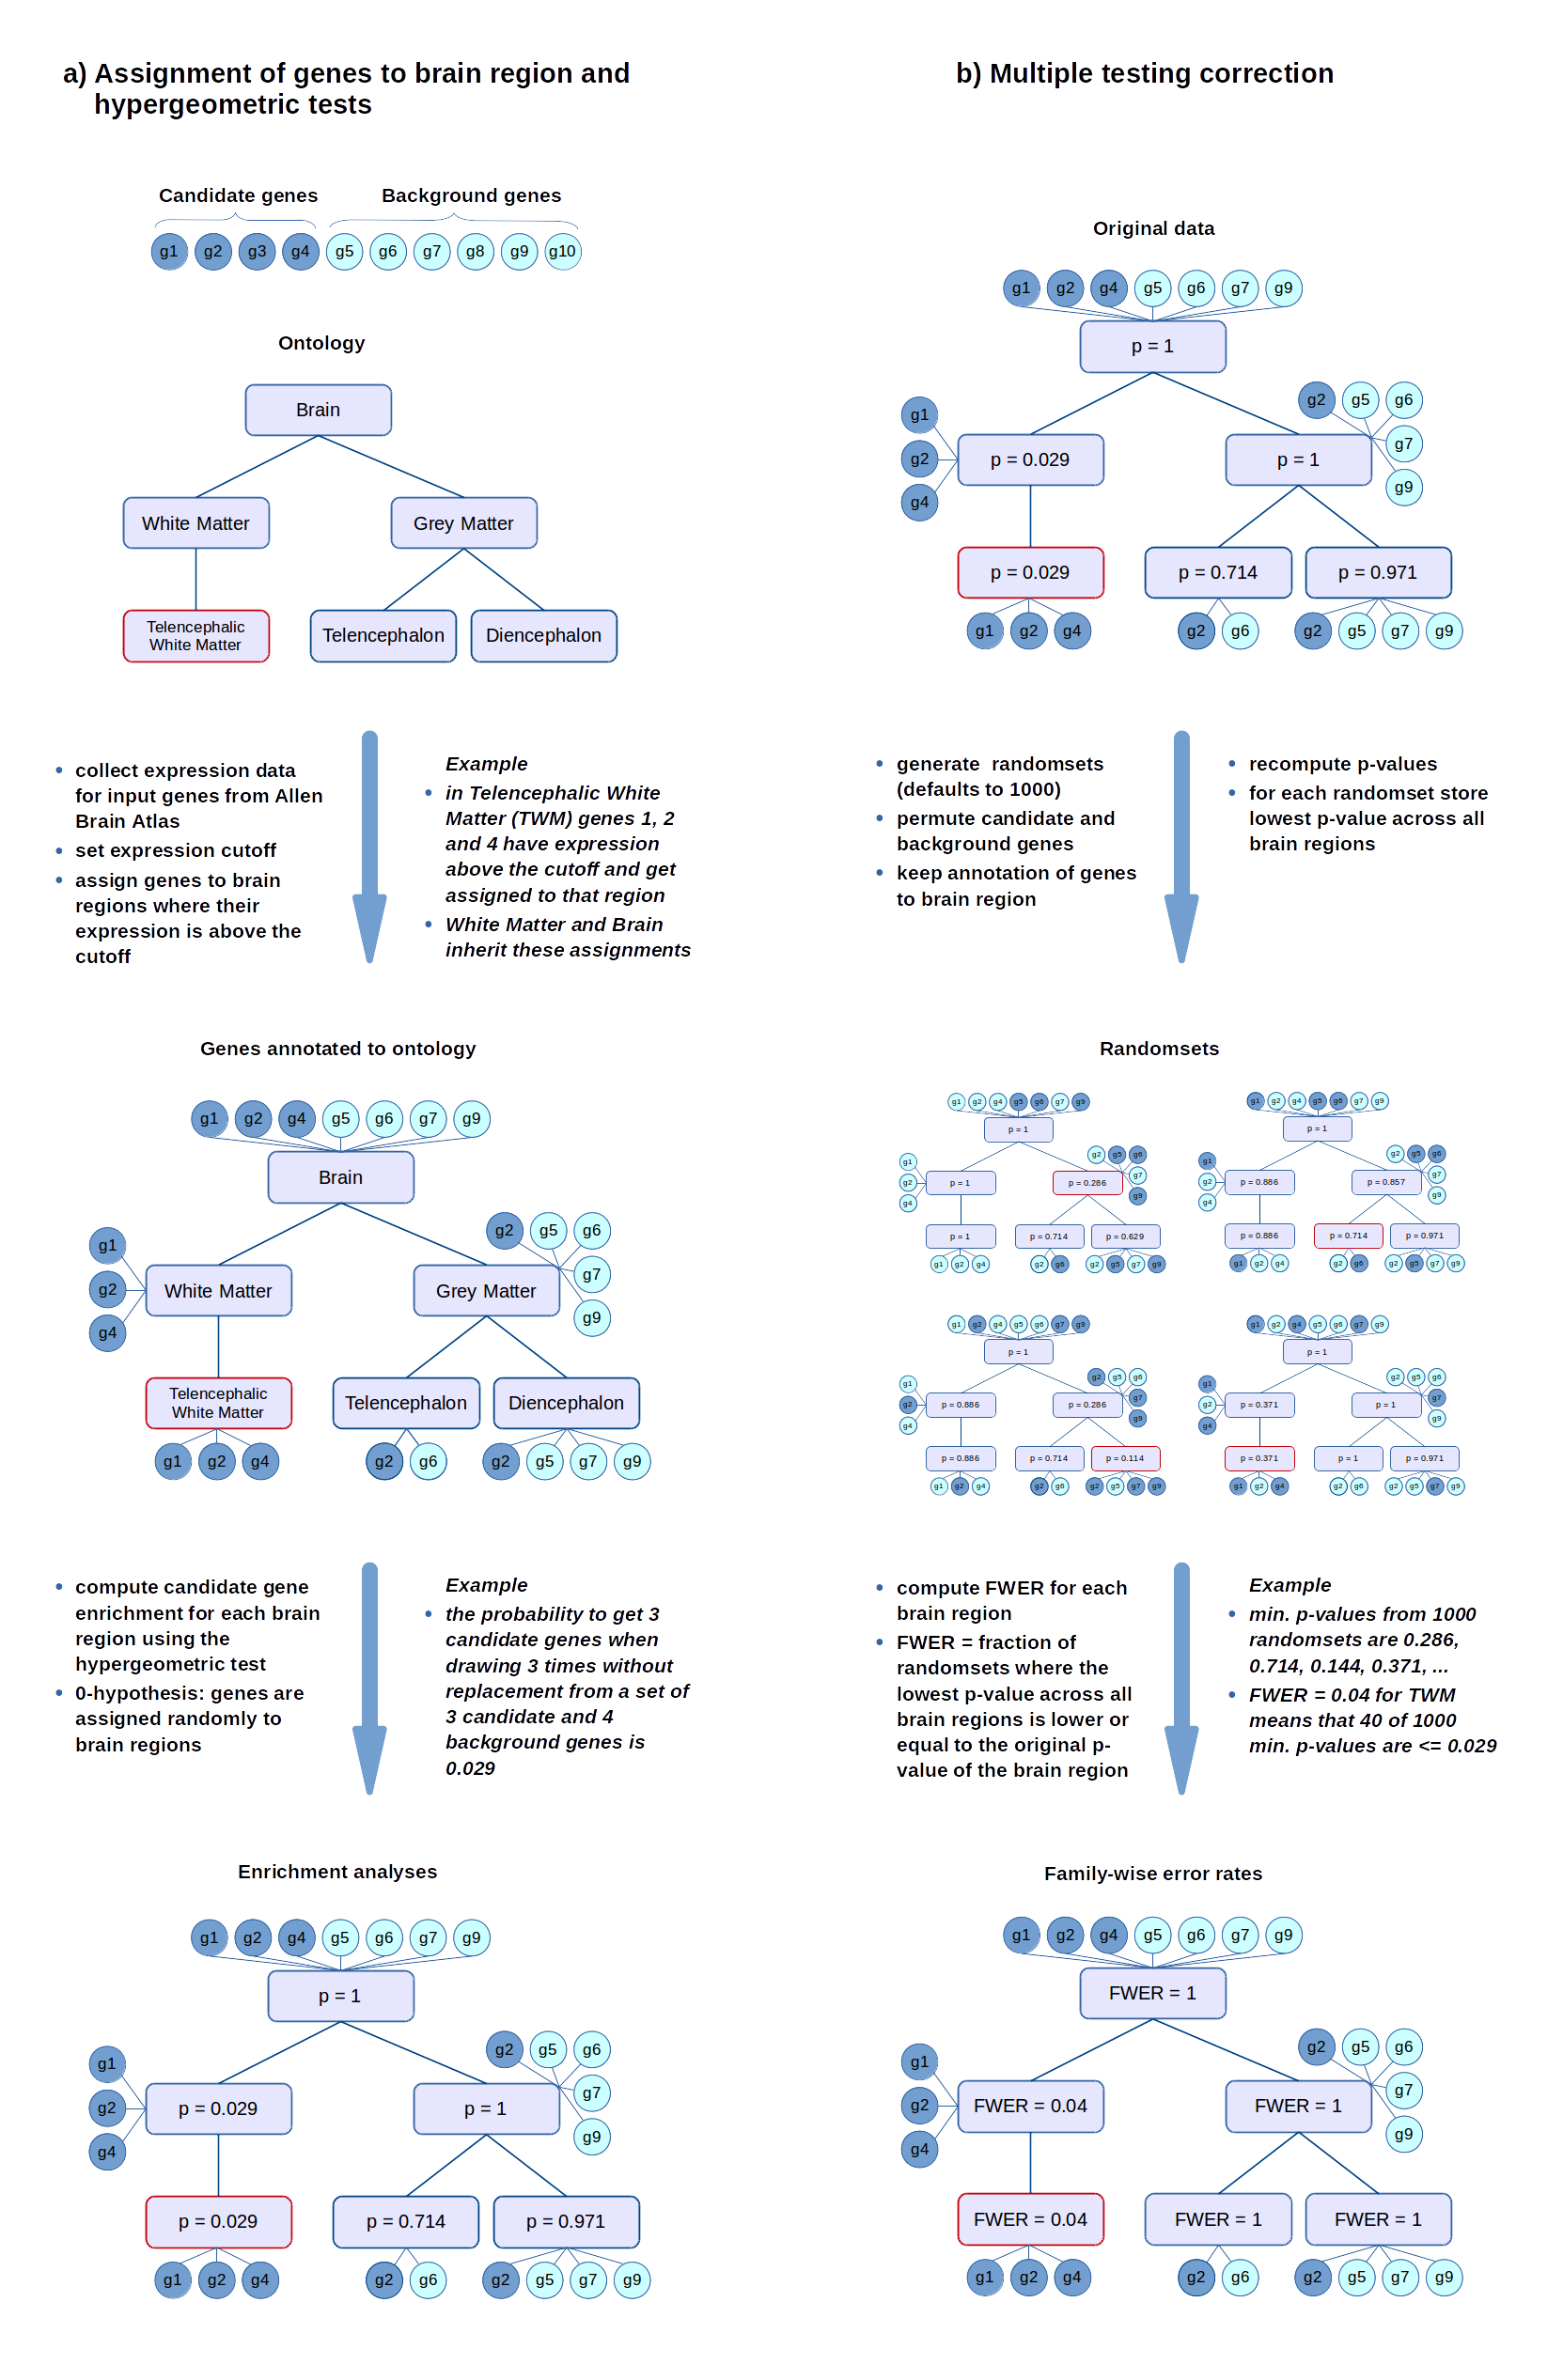 a) Assignment of genes to brain region and
hypergeometric tests
Candidate genes
Background genes
g1 g2 g3 g4 g5 g6 g7 g8 g9 g10
Ontology
Brain
White Matter
Grey Matter
Telencephalic
White Matter
Telencephalon
Diencephalon
• collect expression data
for input genes from Allen
Brain Atlas
• set expression cutoff
• assign genes to brain
regions where their
expression is above the
cutoff
Example
• in Telencephalic White
Matter (TWM) genes 1, 2
and 4 have expression
above the cutoff and get
assigned to that region
• White Matter and Brain
inherit these assignments
Genes annotated to ontology
g1 g2 g4 g5 g6 g7 g9
Brain
g1
g2
g4
White Matter
g2 g5 g6
g7
g9
Grey Matter
Telencephalic
White Matter
Telencephalon
Diencephalon
g1 g2 g4
g2 g6
g2 g5 g7 g9
• compute candidate gene
enrichment for each brain
region using the
hypergeometric test
• 0-hypothesis: genes are
assigned randomly to
brain regions
Example
• the probability to get 3
candidate genes when
drawing 3 times without
replacement from a set of
3 candidate and 4
background genes is
0.029
Enrichment analyses
g1 g2 g4 g5 g6 g7 g9
p = 1
g1
g2
g4
p = 0.029
g2 g5 g6
g7
g9
p = 1
p = 0.029
p = 0.714
p = 0.971
g1 g2 g4
g2 g6
g2 g5 g7 g9
b) Multiple testing correction
Original data
g1 g2 g4 g5 g6 g7 g9
p = 1
g1
g2
g4
p = 0.029
g2 g5 g6
g7
g9
p = 1
p = 0.029
p = 0.714
p = 0.971
g1 g2 g4
g2 g6
g2 g5 g7 g9
• generate randomsets
(defaults to 1000)
• permute candidate and
background genes
• keep annotation of genes
to brain region
• recompute p-values
• for each randomset store
lowest p-value across all
brain regions
Randomsets
g1 g2 g4 g5 g6 g7 g9
p = 1
g1
g2
g4
p = 1
g2 g5 g6
g7
g9
p = 0.286
p = 1
p = 0.714
p = 0.629
g1 g2 g4
g2 g6
g2 g5 g7 g9
g1 g2 g4 g5 g6 g7 g9
p = 1
g1
g2
g4
p = 0.886
g2 g5 g6
g7
g9
p = 0.857
p = 0.886
p = 0.714
p = 0.971
g1 g2 g4
g2 g6
g2 g5 g7 g9
g1 g2 g4 g5 g6 g7 g9
p = 1
g1
g2
g4
p = 0.886
g2 g5 g6
g7
g9
p = 0.286
p = 0.886
p = 0.714
p = 0.114
g1 g2 g4
g2 g6
g2 g5 g7 g9
g1 g2 g4 g5 g6 g7 g9
p = 1
g1
g2
g4
p = 0.371
g2 g5 g6
g7
g9
p = 1
p = 0.371
p = 1
p = 0.971
g1 g2 g4
g2 g6
g2 g5 g7 g9
• compute FWER for each
brain region
• FWER = fraction of
randomsets where the
lowest p-value across all
brain regions is lower or
equal to the original p-
value of the brain region
Example
• min. p-values from 1000
randomsets are 0.286,
0.714, 0.144, 0.371, ...
• FWER = 0.04 for TWM
means that 40 of 1000
min. p-values are <= 0.029
Family-wise error rates
g1 g2 g4 g5 g6 g7 g9
FWER = 1
g1
g2
g4
FWER = 0.04
g2 g5 g6
g7
g9
FWER = 1
FWER = 0.04
FWER = 1
FWER = 1
g1 g2 g4
g2 g6
g2 g5 g7 g9